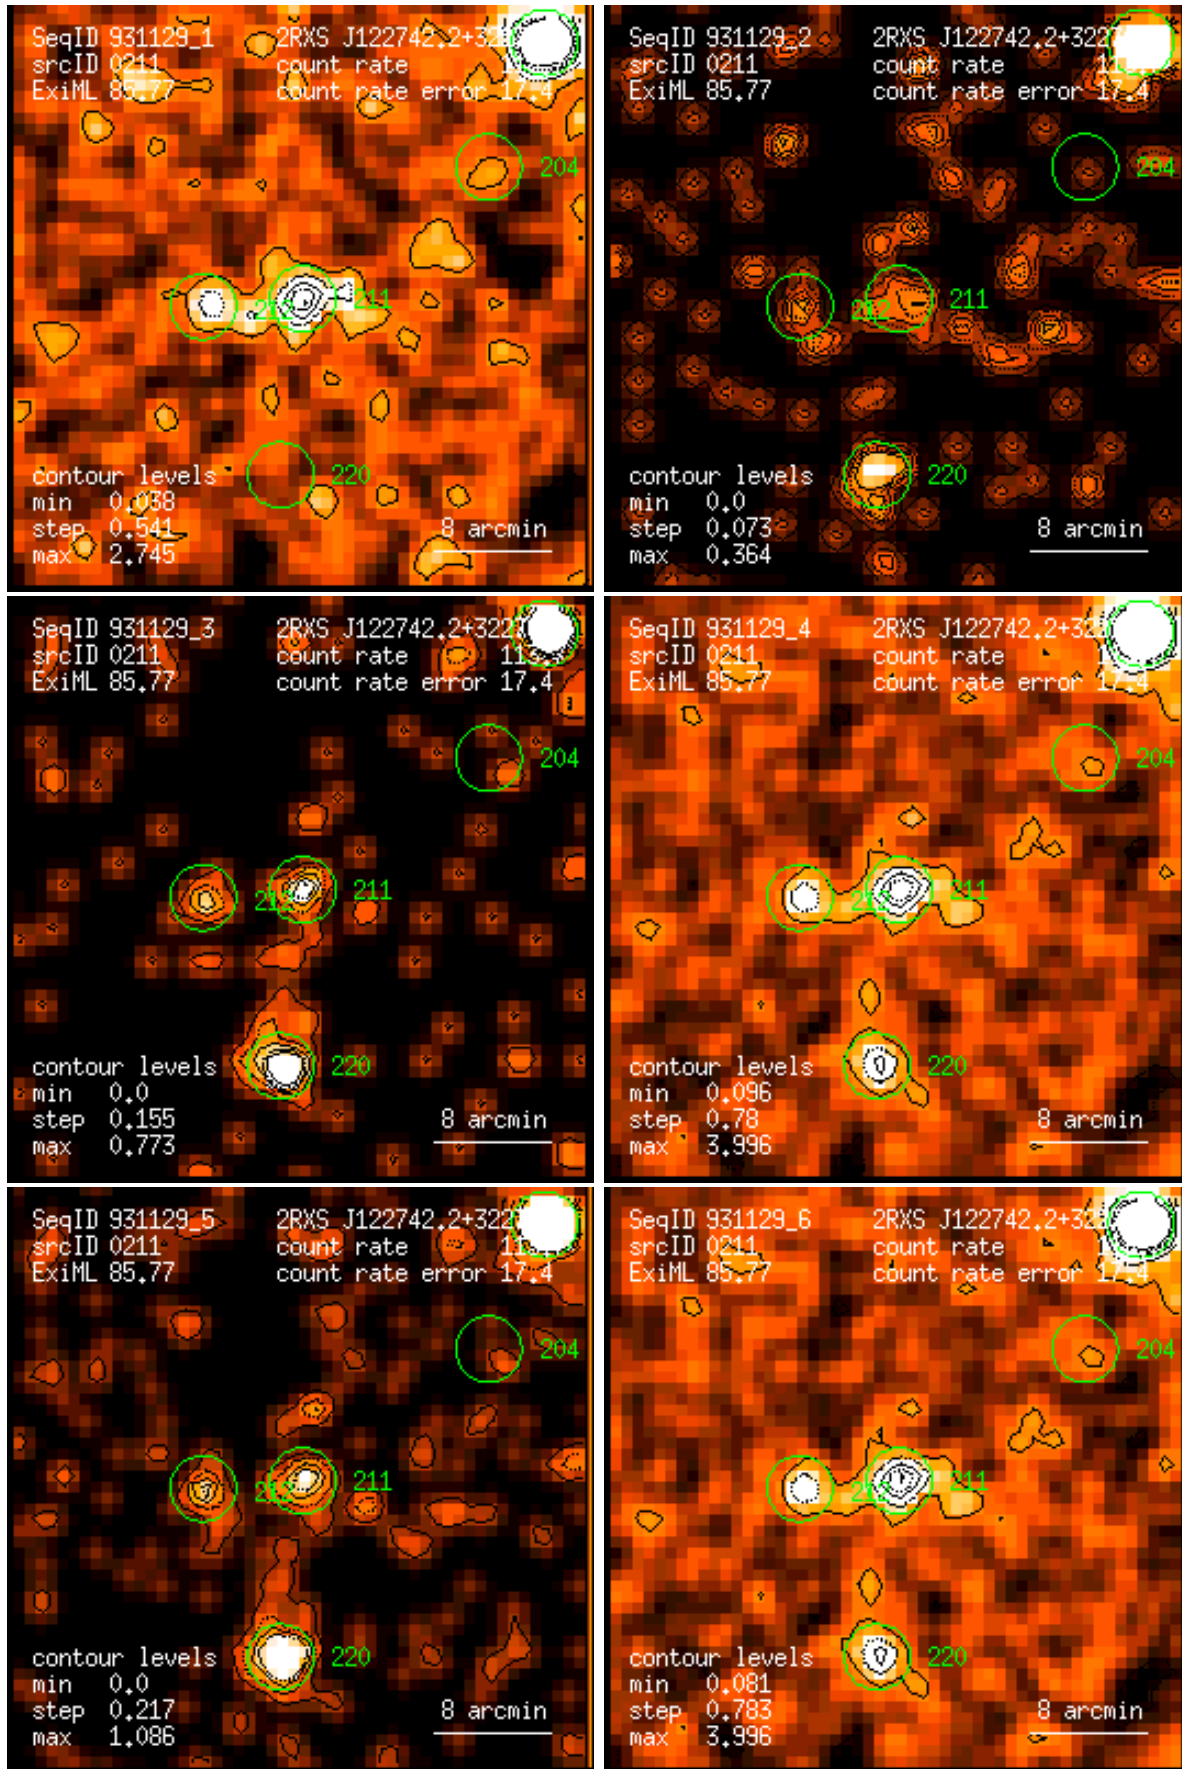 SeqID 931129_1 2RXS J122742.2+322
srcID 0211 count rate
ExiML 85.77 count rate error 17.4
204
212 211
220
contour levels
min 0.038
step 0.541
max 2.745
8 arcmin
SeqID 931129_2 2RXS J122742.2+322
srcID 0211 count rate
ExiML 85.77 count rate error 17.4
204
212 211
220
contour levels
min 0.0
step 0.073
max 0.364
8 arcmin
SeqID 931129_3 2RXS J122742.2+322
srcID 0211 count rate
ExiML 85.77 count rate error 17.4
204
212 211
220
contour levels
min 0.0
step 0.155
max 0.773
8 arcmin
SeqID 931129_4 2RXS J122742.2+32
srcID 0211 count rate
ExiML 85.77 count rate error 17.4
204
212 211
220
contour levels
min 0.096
step 0.78
max 3.996
8 arcmin
SeqID 931129_5 2RXS J122742.2+322
srcID 0211 count rate
ExiML 85.77 count rate error 17.4
204
212 211
220
contour levels
min 0.0
step 0.217
max 1.086
8 arcmin
SeqID 931129_6 2RXS J122742.2+32
srcID 0211 count rate
ExiML 85.77 count rate error 17.4
204
212 211
220
contour levels
min 0.081
step 0.783
max 3.996
8 arcmin